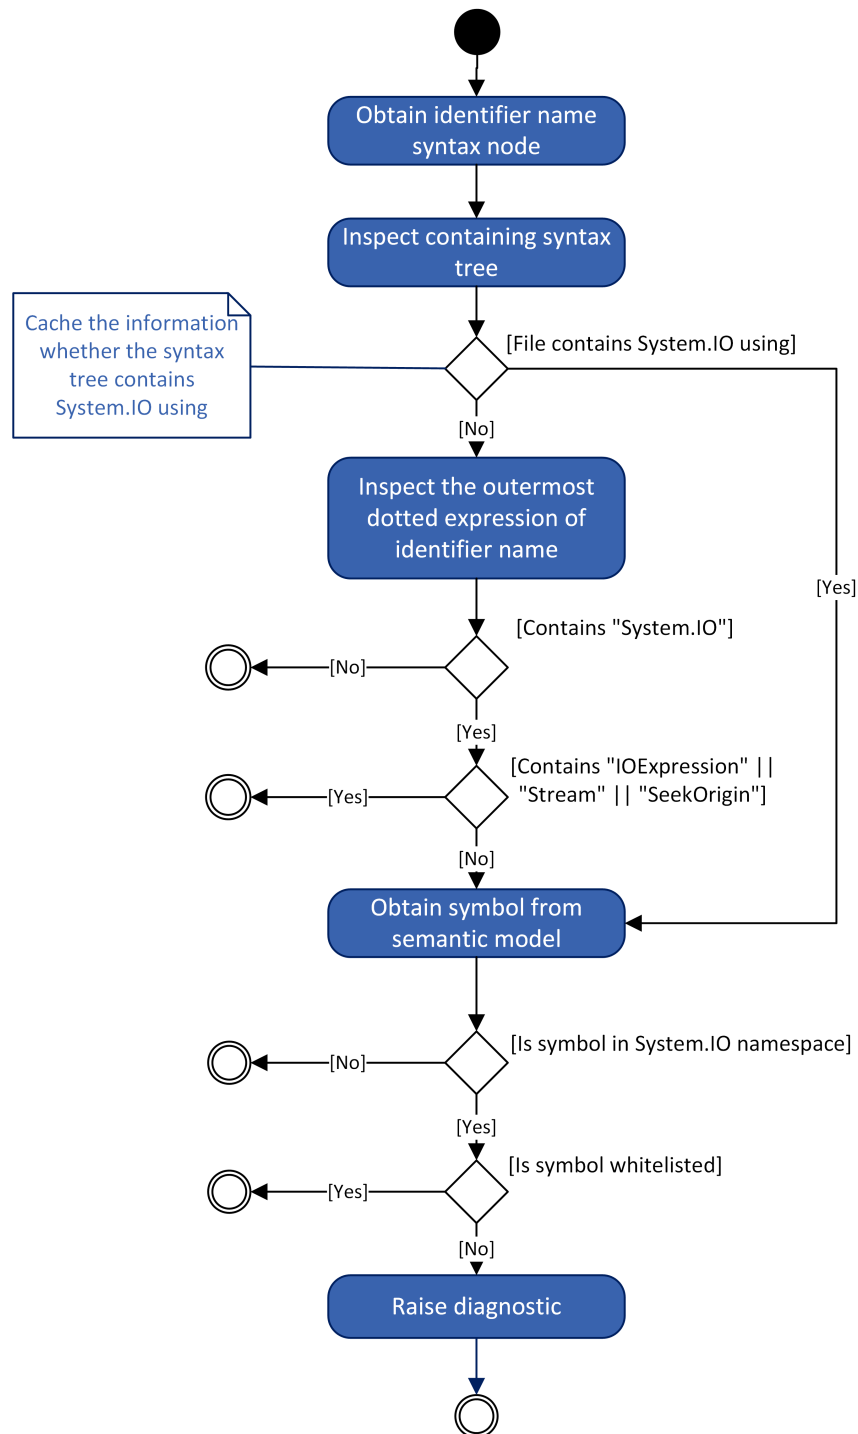 Obtain identifier name
syntax node
Inspect containing syntax
tree
Cache the information
whether the syntax
tree contains
System.IO using
[File contains System.IO using]
[No]
Inspect the outermost
dotted expression of
identifier name
[Yes]
[Contains "System.IO"]
[No]
[Yes]
[Contains "IOExpression" ||
"Stream" || "SeekOrigin"]
[Yes]
[No]
Obtain symbol from
semantic model
[Is symbol in System.IO namespace]
[No]
[Yes]
[Is symbol whitelisted]
[Yes]
[No]
Raise diagnostic